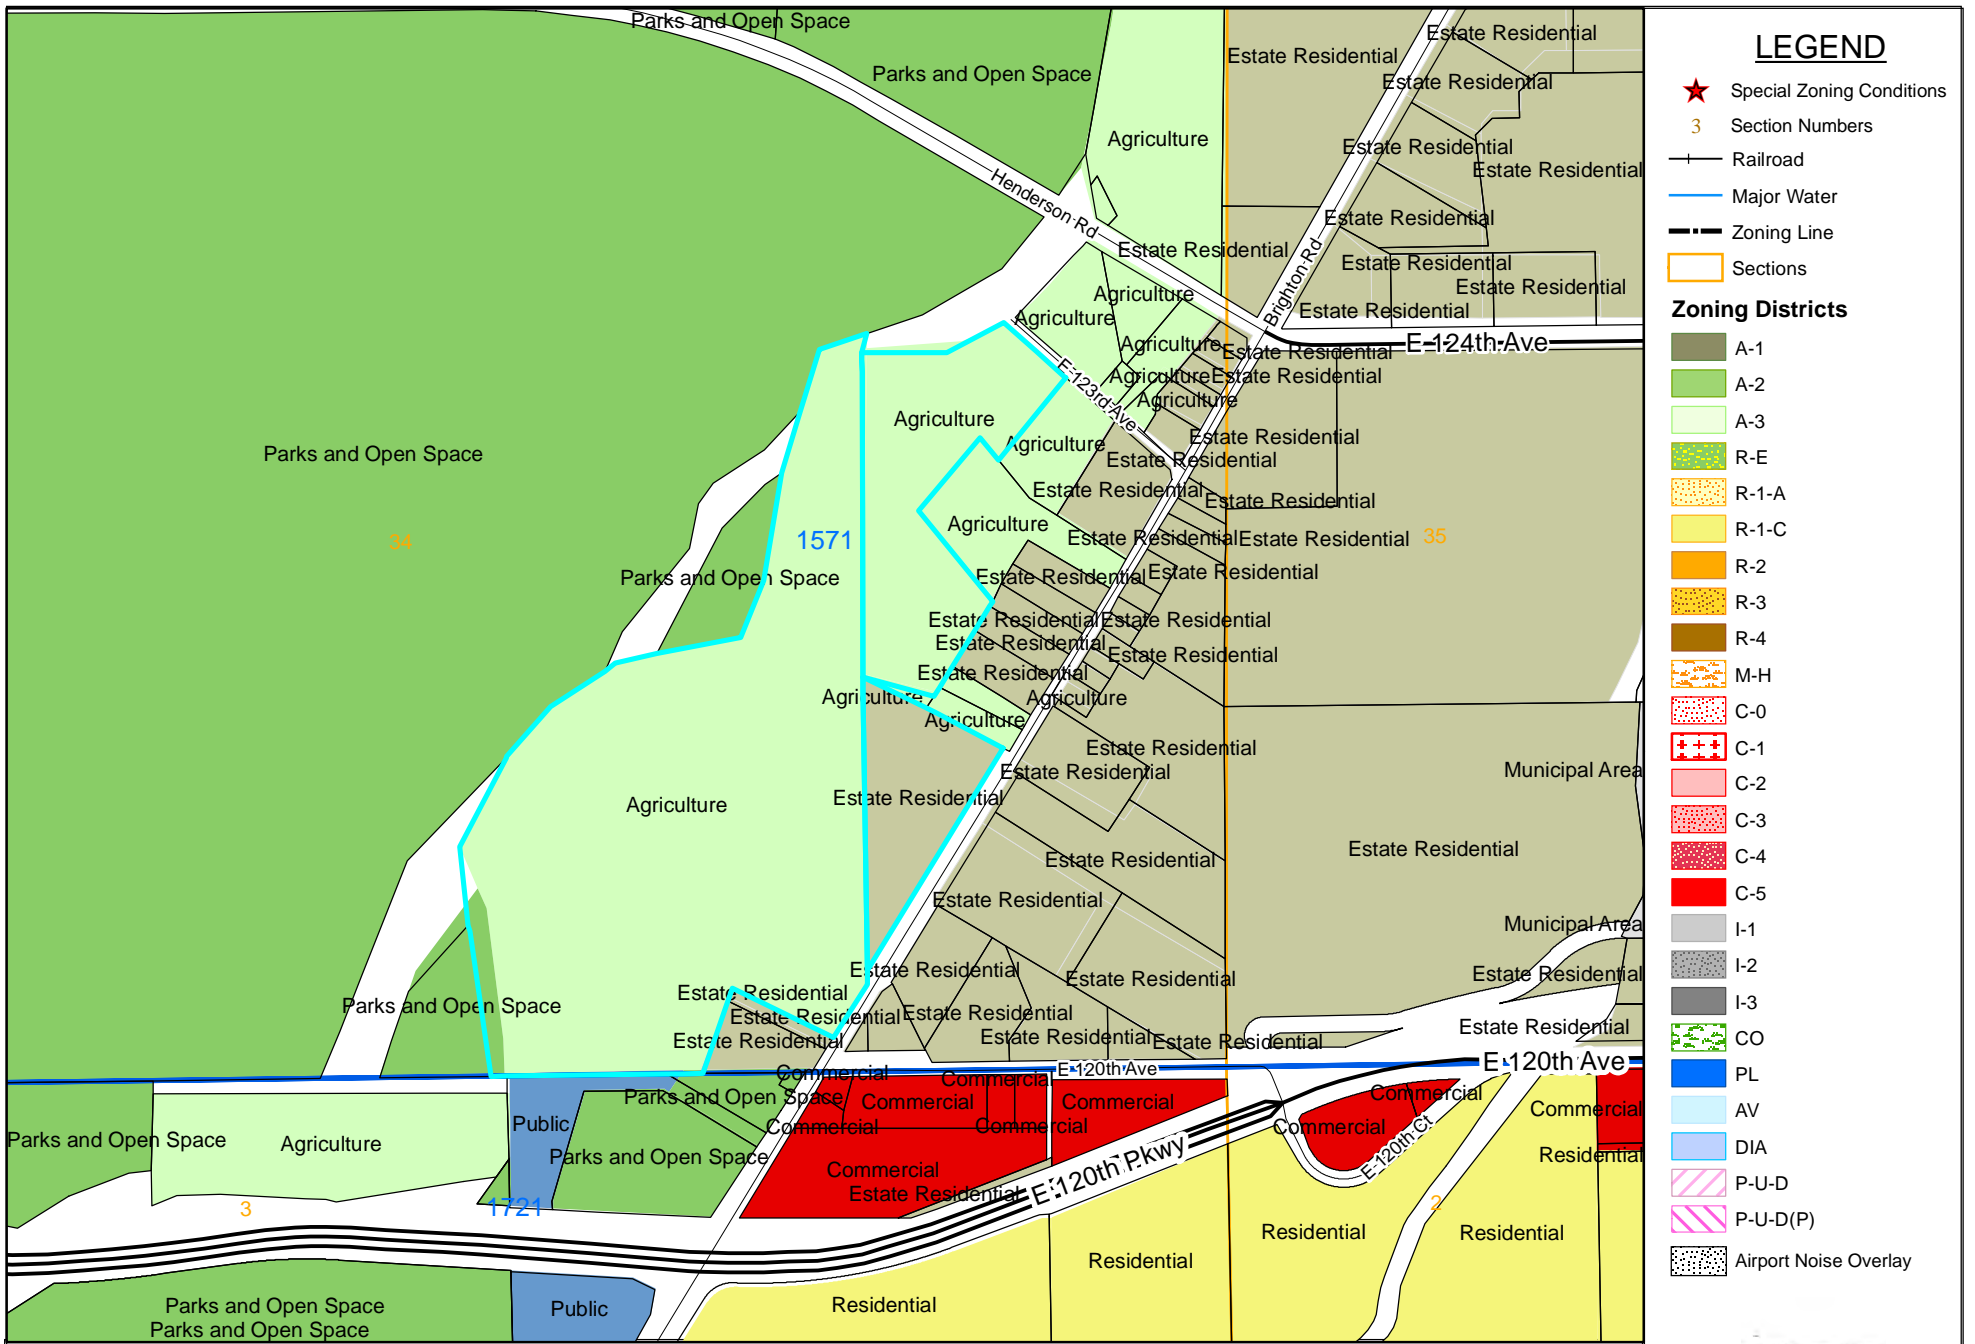 Parks and Open Space
Parks and Open Space
Estate Residential
Estate Residential
Estate Residential
Agriculture
Estate Residential
Estate Residential
Henderson Rd
Estate Residential
Estate Residential
Brighton Rd
Estate Residential
Estate Residential
Agriculture
Estate Residential
Agriculture
Agriculture
E 124th Ave
Estate Residential
Agriculture
Estate Residential
E 123rd Ave
Agriculture
Agriculture
Estate Residential
Agriculture
Parks and Open Space
Estate Residential
Estate Residential
Estate Residential
Agriculture
Estate Residential
Estate Residential
35
34
1571
Parks and Open Space
Estate Residential
Estate Residential
Estate Residential
Estate Residential
Estate Residential
Estate Residential
Estate Residential
Agriculture
Agriculture
Agriculture
Estate Residential
Estate Residential
Municipal Area
Agriculture
Estate Residential
Estate Residential
Estate Residential
Estate Residential
Municipal Area
Estate Residential
Estate Residential
Estate Residential
Estate Residential
Parks and Open Space
Estate Residential
Estate Residential
Estate Residential
Estate Residential
Estate Residential
Estate Residential
E 120th Ave
E 120th Ave
Commercial
Commercial
Commercial
Parks and Open Space
Commercial
Commercial
Commercial
Commercial
Commercial
Commercial
Public
Parks and Open Space
Agriculture
Parks and Open Space
Commercial
Estate Residential
E 120th Pkwy
E 120th Ct
Residential
3
1721
2
Residential
Residential
Residential
Residential
Public
Parks and Open Space
Parks and Open Space
LEGEND
Special Zoning Conditions
3 Section Numbers
Railroad
Major Water
Zoning Line
Sections
Zoning Districts
A-1
A-2
A-3
R-E
R-1-A
R-1-C
R-2
R-3
R-4
M-H
C-0
C-1
C-2
C-3
C-4
C-5
I-1
I-2
I-3
CO
PL
AV
DIA
P-U-D
P-U-D(P)
Airport Noise Overlay